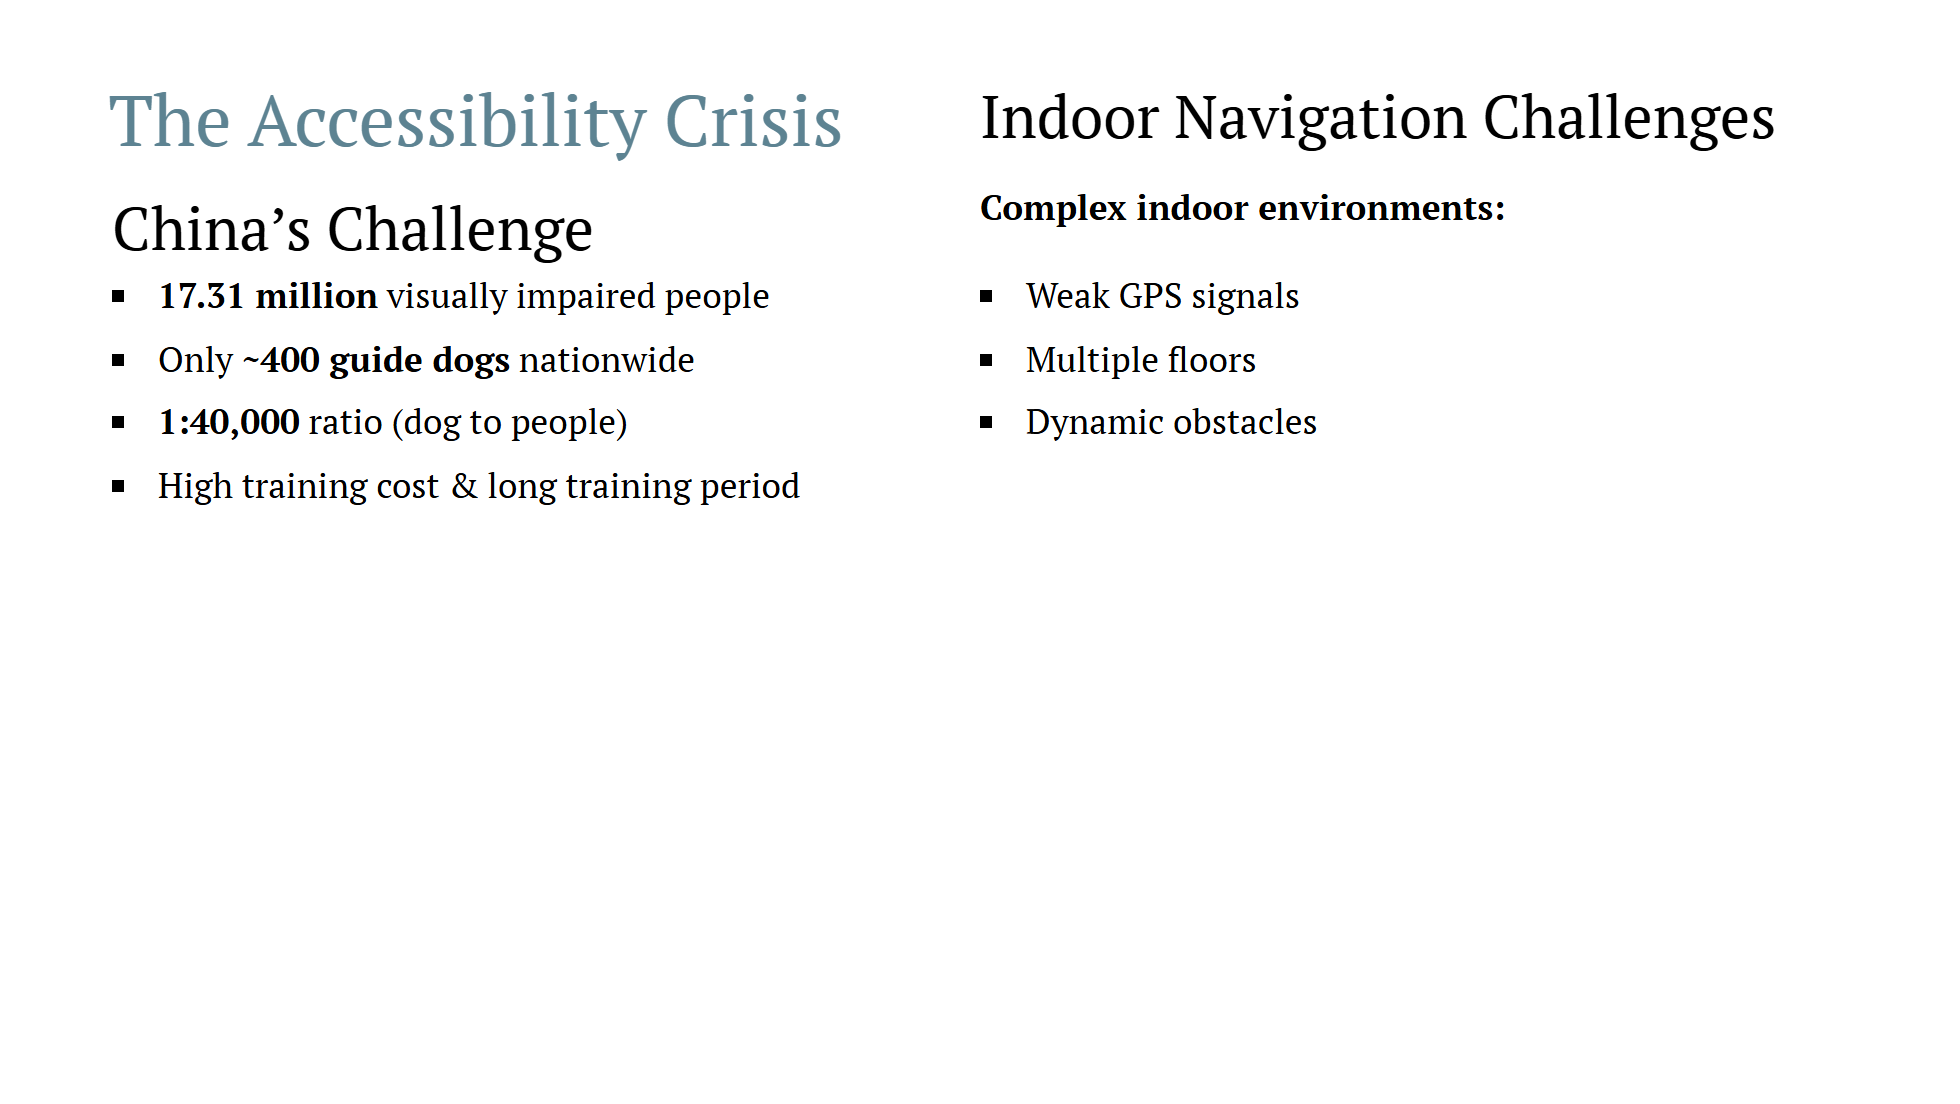 The Accessibility Crisis
China’s Challenge
▪ 17.31 million visually impaired people
▪ Only ~400 guide dogs nationwide
▪ 1:40,000 ratio (dog to people)
▪ High training cost & long training period
Indoor Navigation Challenges
Complex indoor environments:
▪ Weak GPS signals
▪ Multiple floors
▪ Dynamic obstacles